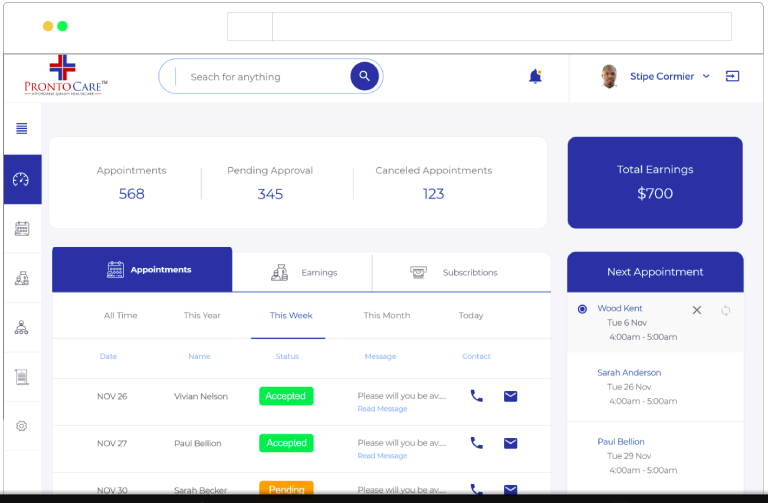 PRONTOCARE™
AFFORDABLE QUALITY HEALTHCARE
Seach for anything
Stipe Cormier
Appointments
568
Pending Approval
345
Canceled Appointments
123
Total Earnings
$700
Appointments
Earnings
Subscribtions
All Time This Year This Week This Month Today
Date Name Status Message Contact
NOV 26 Vivian Nelson Accepted Please will you be av....
Read Message
NOV 27 Paul Bellion Accepted Please will you be av....
Read Message
NOV 30 Sarah Becker Pending Please will you be av....
Next Appointment
Wood Kent
Tue 6 Nov
4:00am - 5:00am
Sarah Anderson
Tue 26 Nov
4:00am - 5:00am
Paul Bellion
Tue 29 Nov
4:00am - 5:00am